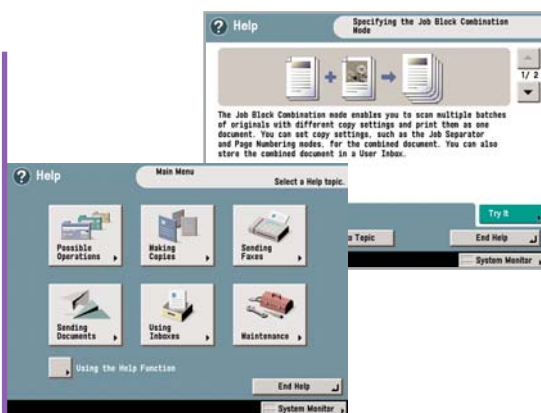 Help
Specifying the Job Block Combination
Mode
1/ 2
The Job Block Combination mode enables you to scan multiple batches
of originals with different copy settings and print them as one
document. You can set copy settings, such as the Job Separator
and Page Numbering modes, for the combined document. You can also
store the combined document in a User Inbox.
Try It
a Topic
End Help
System Monitor
Help
Main Menu
Select a Help topic.
Possible
Operations
Making
Copies
Sending
Faxes
Sending
Documents
Using
Inboxes
Maintenance
Using the Help Function
End Help
System Monitor